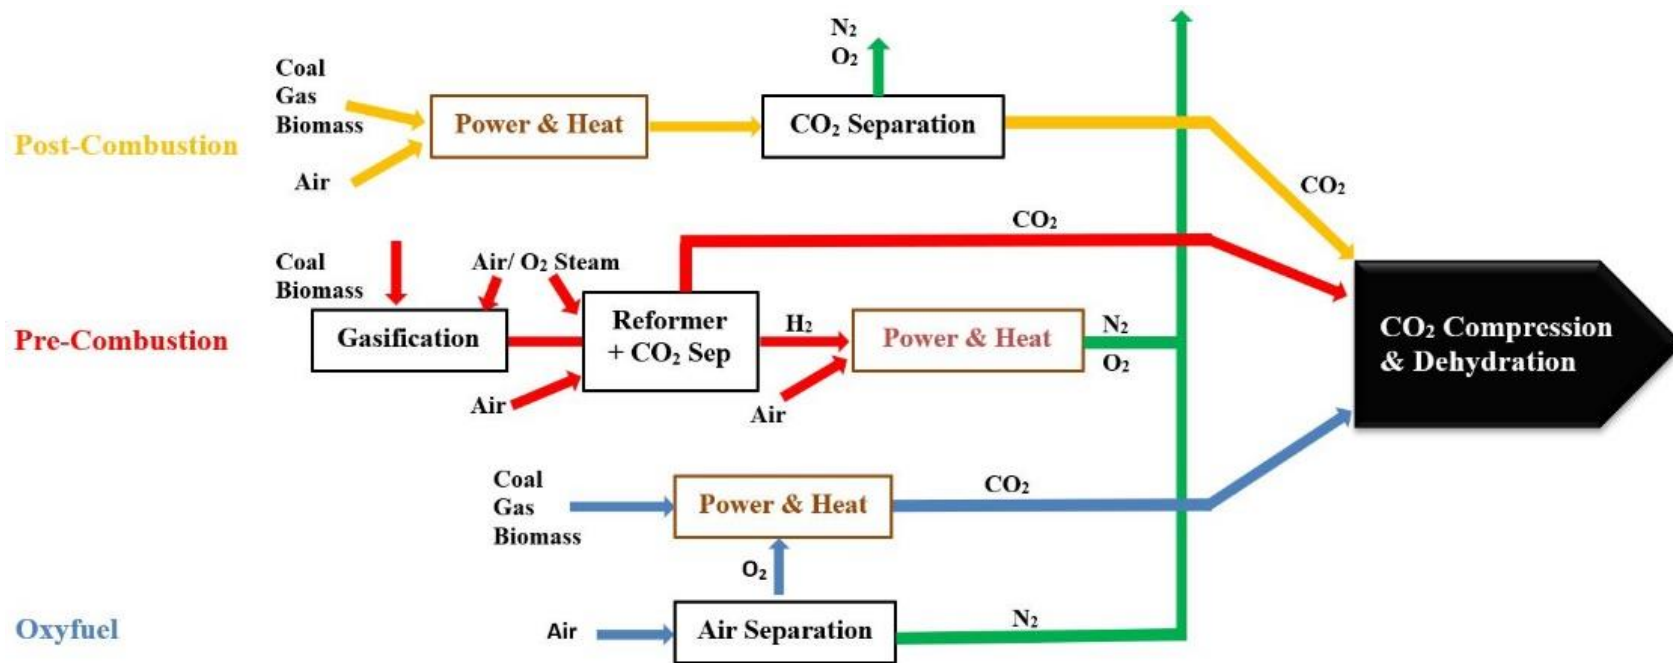 N₂
O₂
Coal
Gas
Biomass
Power & Heat
CO₂ Separation
Post-Combustion
Air
CO₂
CO₂
Coal
Biomass
Air/ O₂ Steam
Pre-Combustion
Gasification
Reformer
+ CO₂ Sep
H₂
Power & Heat
N₂
O₂
Air
Air
CO₂ Compression
& Dehydration
Coal
Gas
Biomass
Power & Heat
CO₂
O₂
Oxyfuel
Air
Air Separation
N₂